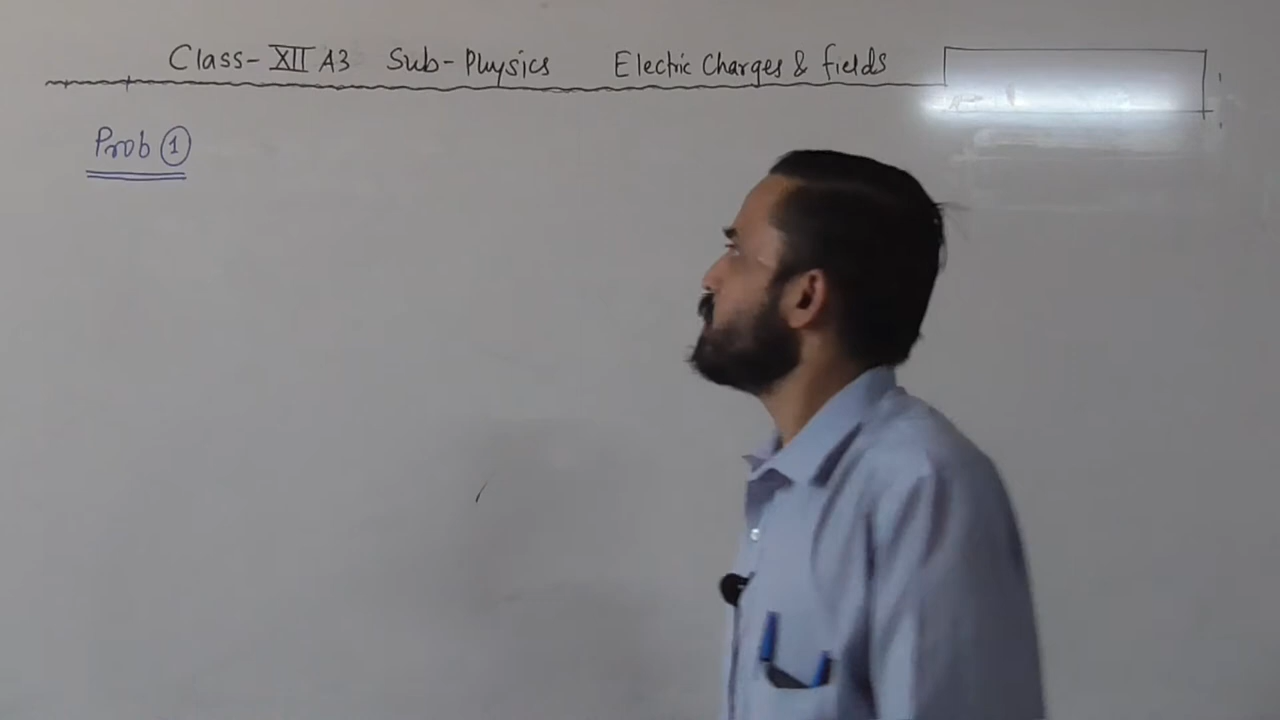 Class-XII A3 Sub-Physics Electric Charges & fields
Prob ①